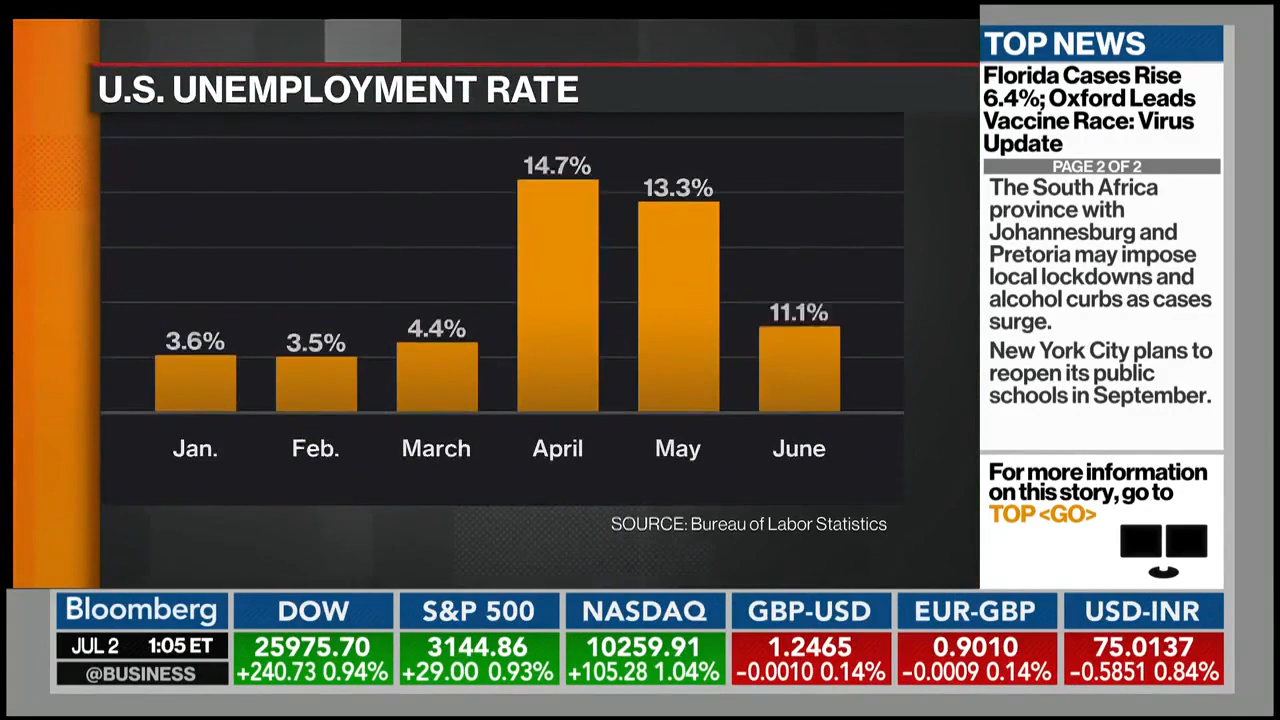 U.S. UNEMPLOYMENT RATE
14.7%
13.3%
11.1%
4.4%
3.6%
3.5%
Jan.
Feb.
March
April
May
June
SOURCE: Bureau of Labor Statistics
TOP NEWS
Florida Cases Rise
6.4%; Oxford Leads
Vaccine Race: Virus
Update
PAGE 2 OF 2
The South Africa
province with
Johannesburg and
Pretoria may impose
local lockdowns and
alcohol curbs as cases
surge.
New York City plans to
reopen its public
schools in September.
For more information
on this story, go to
TOP <GO>
Bloomberg
JUL 2 1:05 ET
@BUSINESS
DOW
25975.70
+240.73 0.94%
S&P 500
3144.86
+29.00 0.93%
NASDAQ
10259.91
+105.28 1.04%
GBP-USD
1.2465
−0.0010 0.14%
EUR-GBP
0.9010
−0.0009 0.14%
USD-INR
75.0137
−0.5851 0.84%